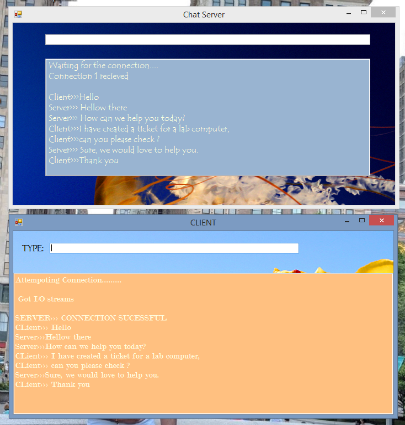 Chat Server
Waiting for the connection ...
Connection 1 recieved
Client>>>Hello
Server>>> Hellow there
Server>>> How can we help you today?
Client>>>I have created a ticket for a lab computer,
Client>>>can you please check ?
Server>>> Sure, we would love to help you.
Client>>>Thank you
CLIENT
TYPE:
Attempting Connection.........
Got I O streams
SERVER>>> CONNECTION SUCESSFUL
CLient>>> Hello
Server>>>Hellow there
Server>>>How can we help you today?
CLient>>> I have created a ticket for a lab computer,
CLient>>> can you please check ?
Server>>>Sure, we would love to help you.
CLient>>> Thank you